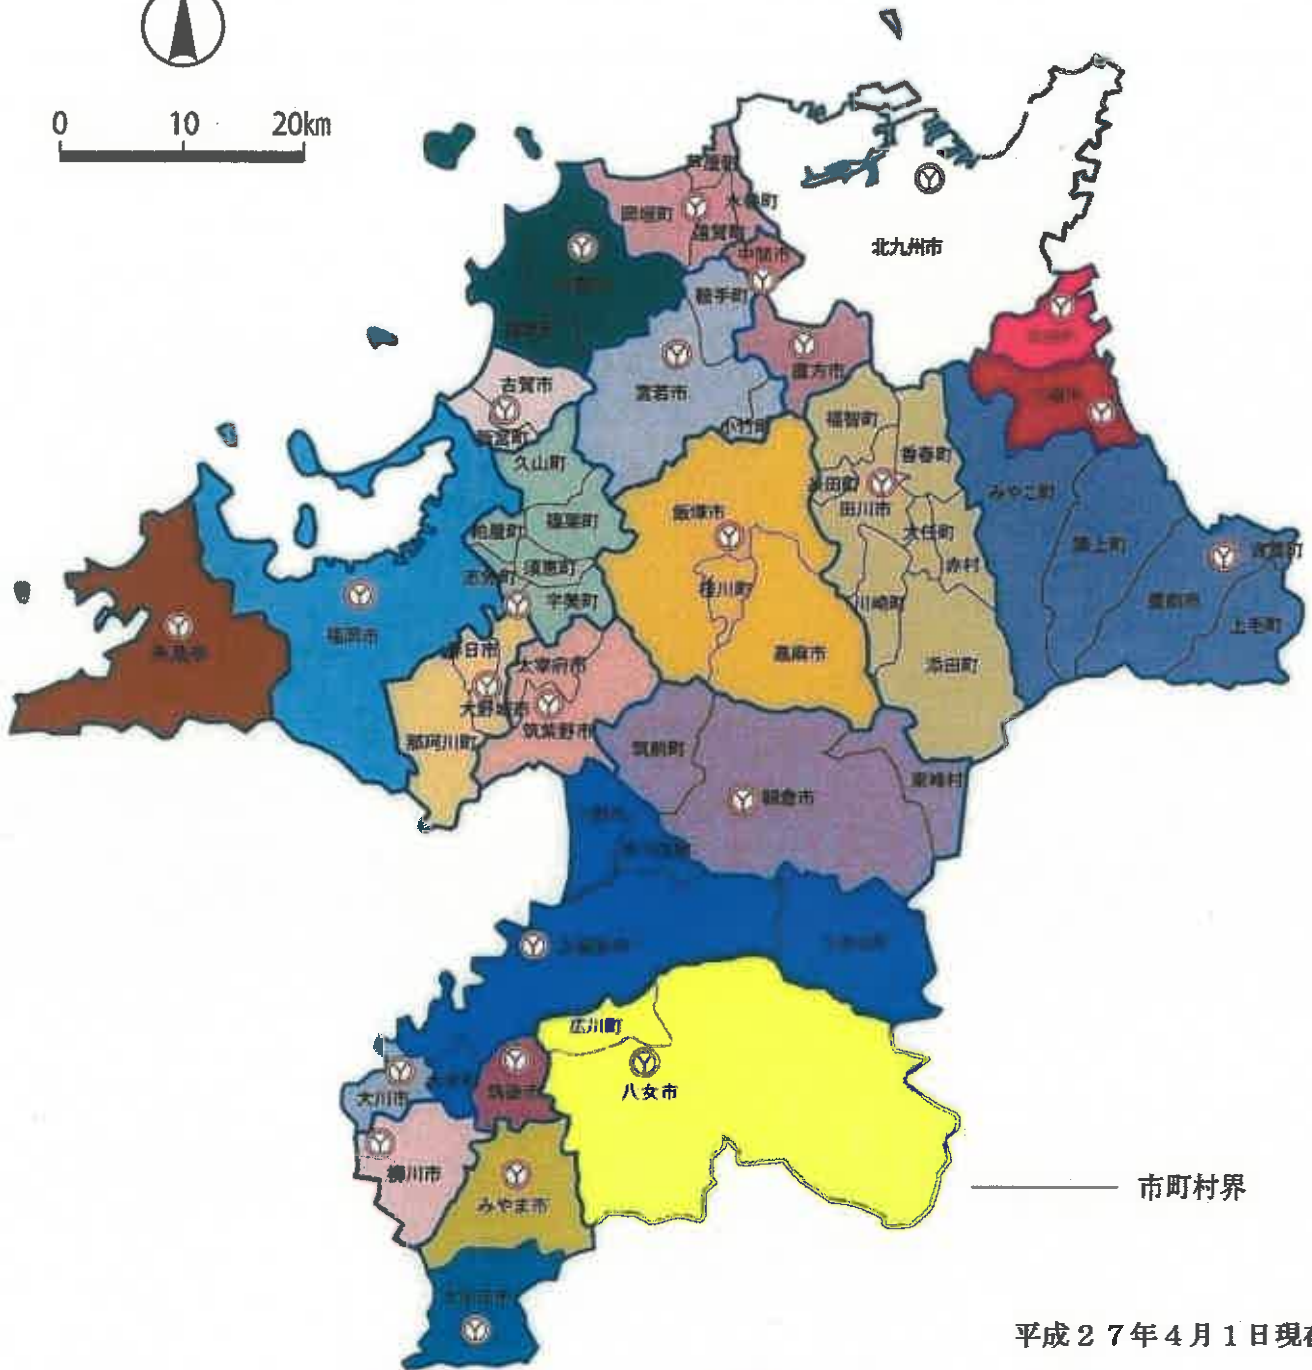 0 10 20km
芦屋町
水巻町
岡垣町
遠賀町
北九州市
中間市
鞍手町
直方市
古賀市
宮若市
新宮町
小竹町
福智町
香春町
久山町
みやこ町
糸田町
飯塚市
田川市
篠栗町
粕屋町
大任町
築上町
吉富町
須恵町
赤村
志免町
桂川町
宇美町
川崎町
豊前市
福岡市
上毛町
春日市
糸島市
太宰府市
嘉麻市
添田町
大野城市
筑紫野市
那珂川町
筑前町
東峰村
朝倉市
久留米市
広川町
八女市
筑後市
大川市
柳川市
市町村界
みやま市
大牟田市
平成27年4月1日現在